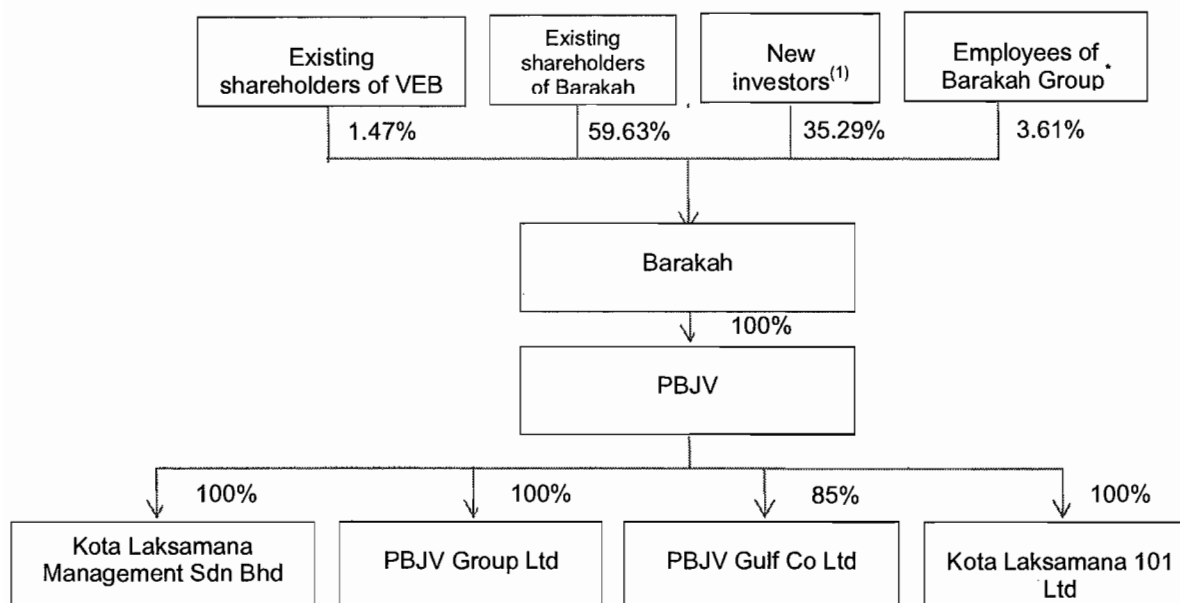 Existing
shareholders of VEB
Existing
shareholders
of Barakah
New
investors(1)
Employees of
Barakah Group*
1.47%
59.63%
35.29%
3.61%
Barakah
100%
PBJV
100%
100%
85%
100%
Kota Laksamana
Management Sdn Bhd
PBJV Group Ltd
PBJV Gulf Co Ltd
Kota Laksamana 101
Ltd